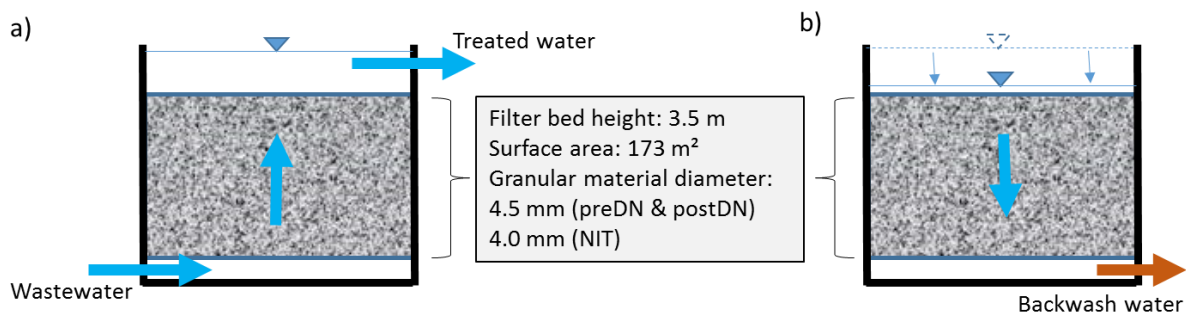 a)
Treated water
b)
Filter bed height: 3.5 m
Surface area: 173 m²
Granular material diameter:
4.5 mm (preDN & postDN)
4.0 mm (NIT)
Wastewater
Backwash water